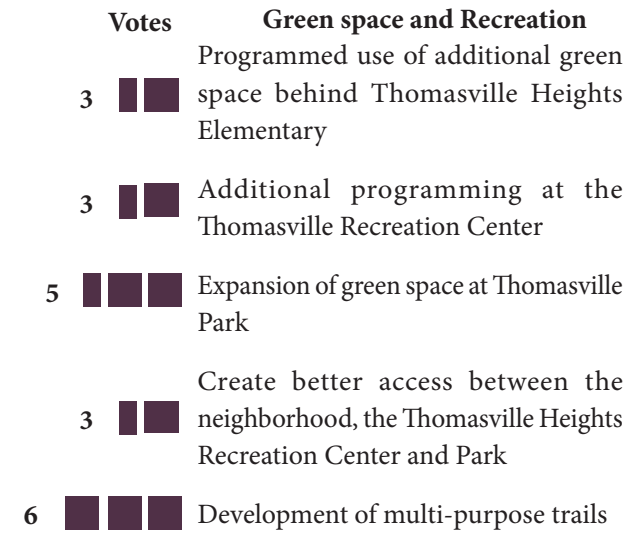 Votes Green space and Recreation
Programmed use of additional green
3 space behind Thomasville Heights
Elementary
3 Additional programming at the
Thomasville Recreation Center
5 Expansion of green space at Thomasville
Park
Create better access between the
3 neighborhood, the Thomasville Heights
Recreation Center and Park
6 Development of multi-purpose trails